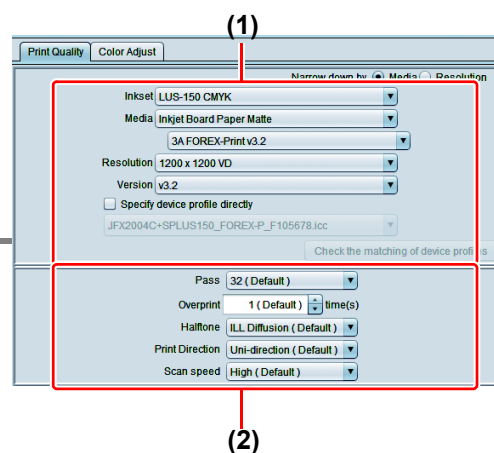 (1)
Print Quality Color Adjust
Narrow down by Media Resolution
Inkset LUS-150 CMYK
Media Inkjet Board Paper Matte
3A FOREX-Print v3.2
Resolution 1200 x 1200 VD
Version v3.2
Specify device profile directly
JFX2004C+SPLUS150_FOREX-P_F105678.icc
Check the matching of device profiles
Pass 32 ( Default )
Overprint 1 ( Default ) time(s)
Halftone ILL Diffusion ( Default )
Print Direction Uni-direction ( Default )
Scan speed High ( Default )
(2)